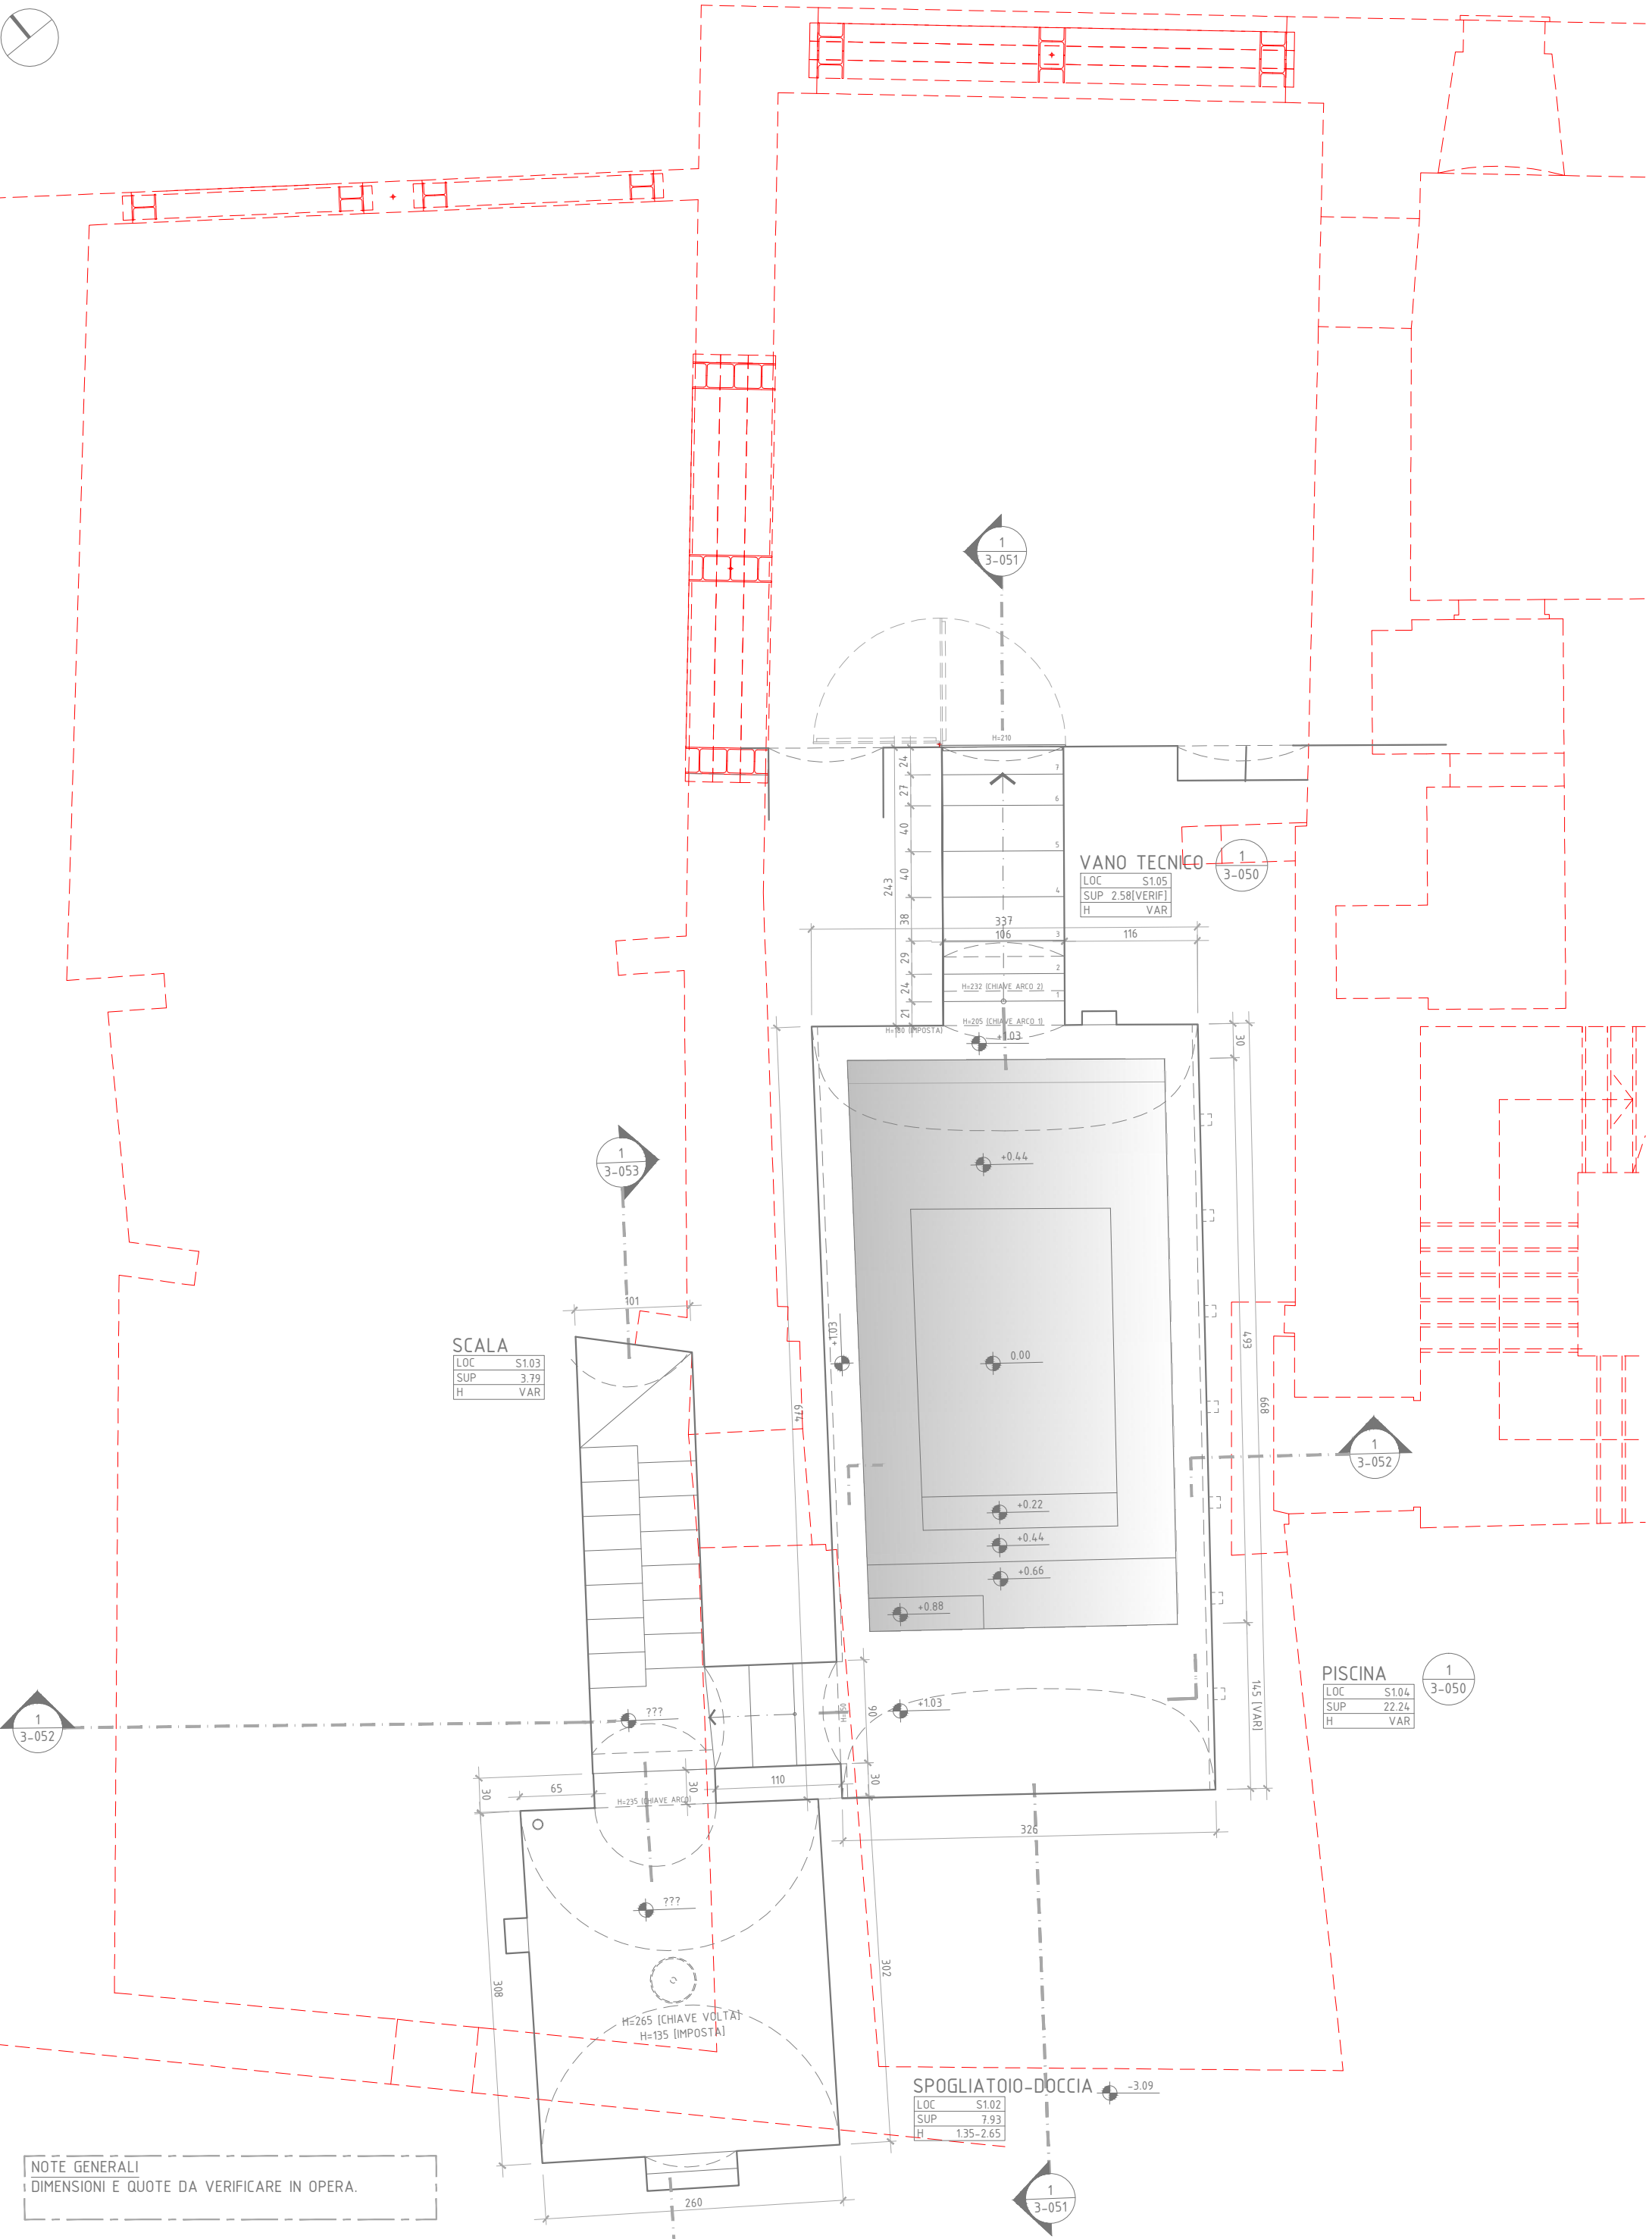 1
3-051
H=210
24
27
40
40
38
29
24
21
243
7
6
5
4
3
2
1
VANO TECNICO
LOC S1.05
SUP 2.58[VERIF]
H VAR
1
3-050
337
106
116
H=232 (CHIAVE ARCO 2)
H=205 (CHIAVE ARCO 1)
H=180 (IMPOSTA)
+1.03
30
+0.44
1
3-053
101
SCALA
LOC S1.03
SUP 3.79
H VAR
+1.03
0.00
493
668
674
1
3-052
+0.22
+0.44
+0.66
+0.88
PISCINA
LOC S1.04
SUP 22.24
H VAR
1
3-050
145 [VAR]
+1.03
90
???
1
3-052
30
65
30
110
30
H=235 (CHIAVE ARCO)
326
???
308
302
H=265 [CHIAVE VOLTA]
H=135 [IMPOSTA]
SPOGLIATOIO-DOCCIA
-3.09
LOC S1.02
SUP 7.93
H 1.35-2.65
NOTE GENERALI
DIMENSIONI E QUOTE DA VERIFICARE IN OPERA.
260
1
3-051